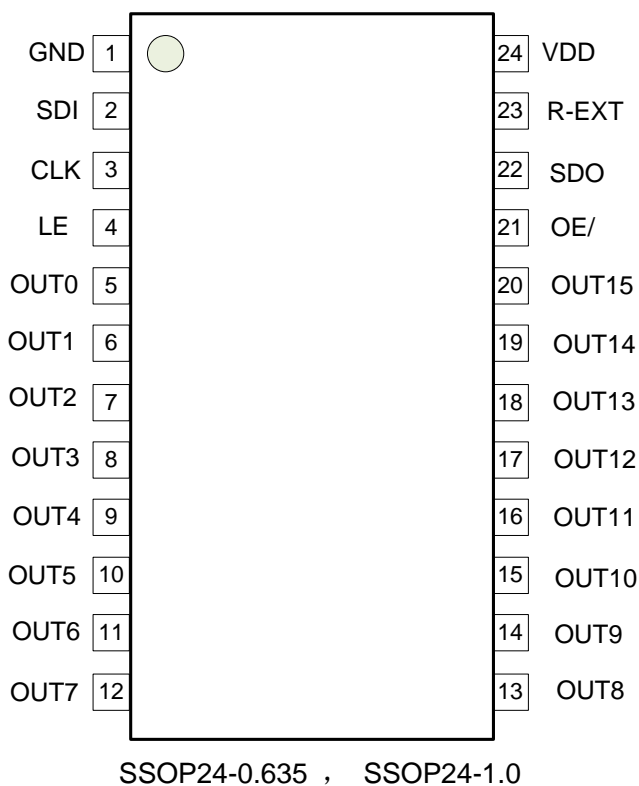 GND 1 24 VDD
SDI 2 23 R-EXT
CLK 3 22 SDO
LE 4 21 OE/
OUT0 5 20 OUT15
OUT1 6 19 OUT14
OUT2 7 18 OUT13
OUT3 8 17 OUT12
OUT4 9 16 OUT11
OUT5 10 15 OUT10
OUT6 11 14 OUT9
OUT7 12 13 OUT8
SSOP24-0.635 ， SSOP24-1.0